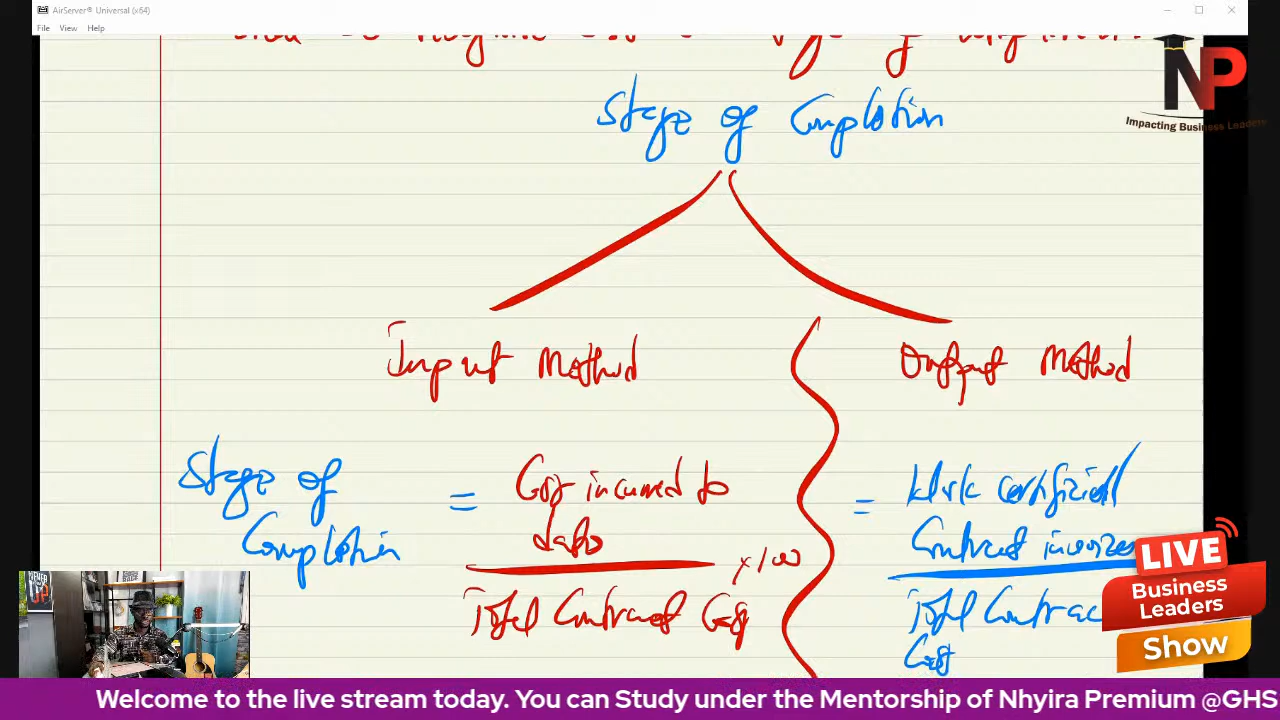 AirServer® Universal (x64)
File View Help
NP
Impacting Business Leaders
Stage of Completion
Input Method
Output Method
Stage of Completion
=
Cost incurred to date
x100
Total Contract Cost
=
Work certified/
Contract invoices
Total Contrac
Cost
LIVE
Business
Leaders
Show
Welcome to the live stream today. You can Study under the Mentorship of Nhyira Premium @GHS